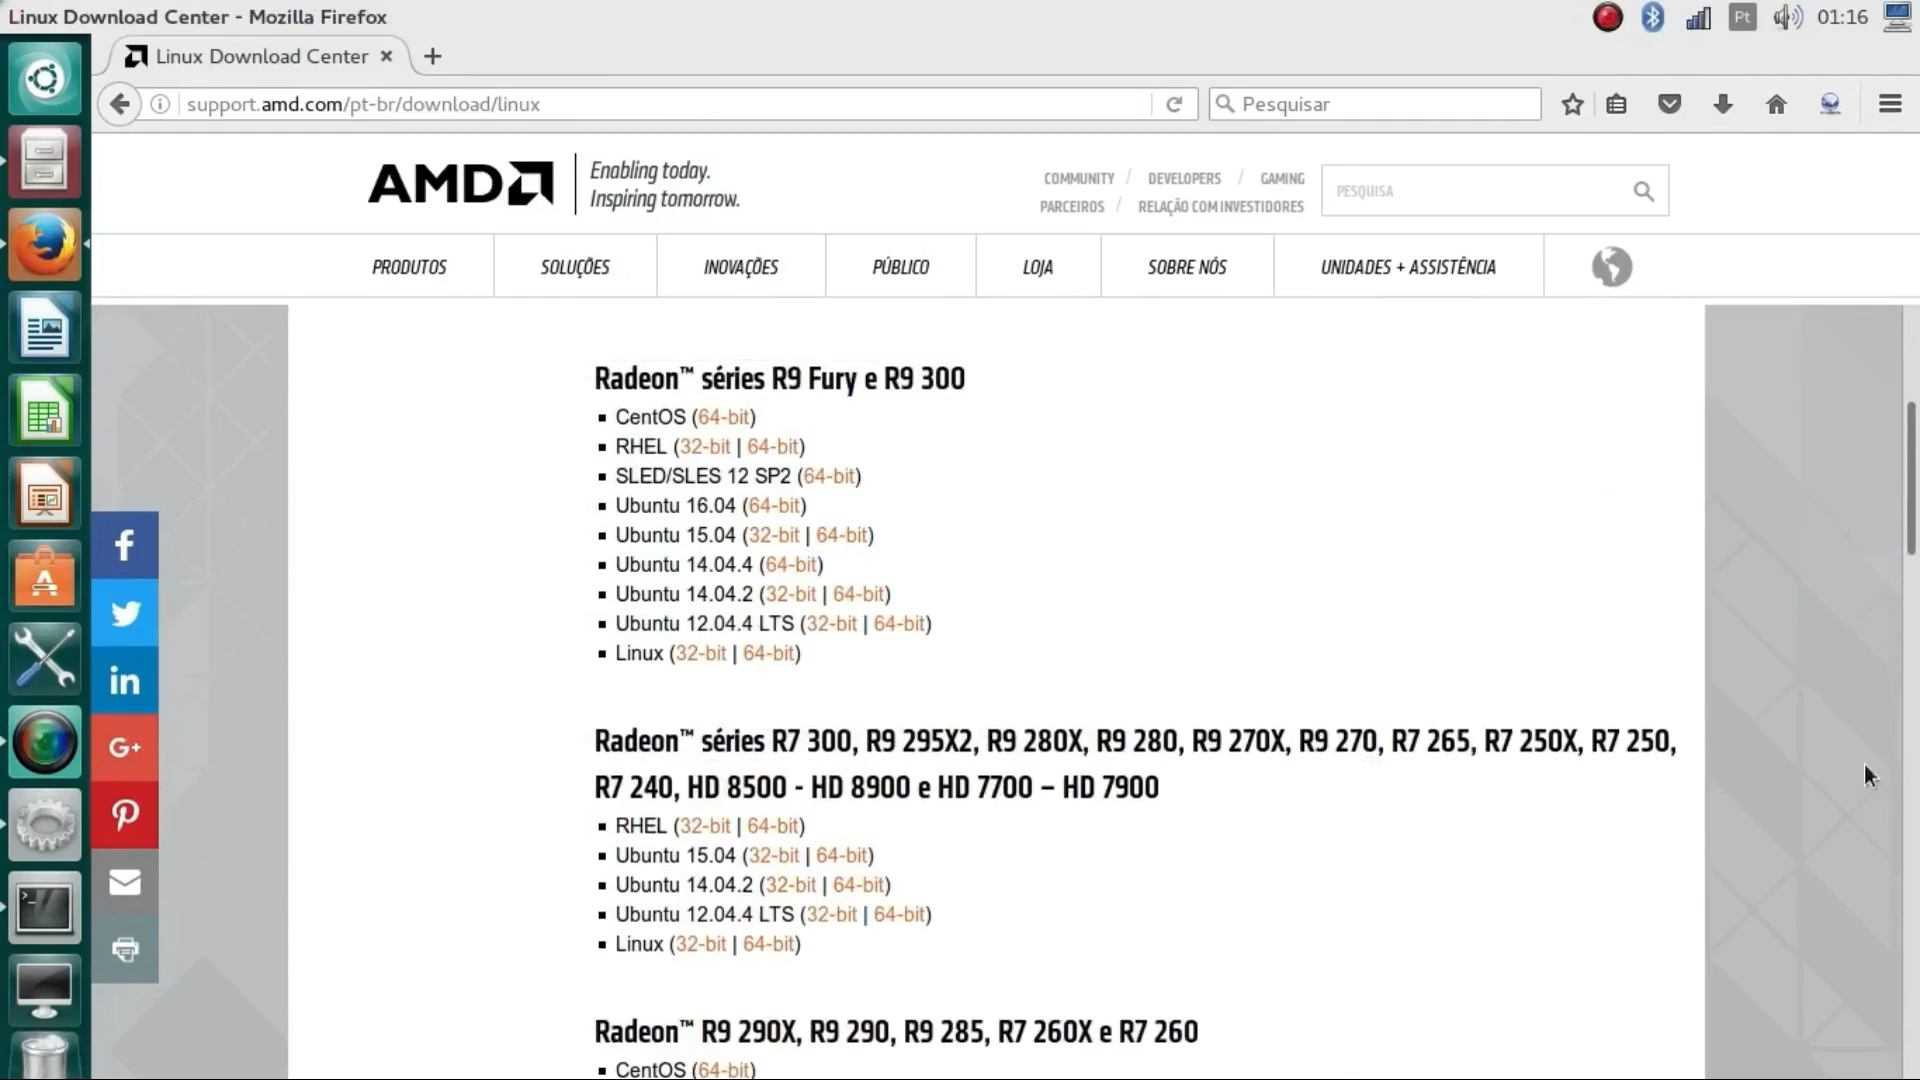 Linux Download Center - Mozilla Firefox
Pt
01:16
Linux Download Center
support.amd.com/pt-br/download/linux
Pesquisar
AMD
Enabling today.
Inspiring tomorrow.
COMMUNITY / DEVELOPERS / GAMING
PARCEIROS / RELAÇÃO COM INVESTIDORES
PESQUISA
PRODUTOS
SOLUÇÕES
INOVAÇÕES
PÚBLICO
LOJA
SOBRE NÓS
UNIDADES + ASSISTÊNCIA
Radeon™ séries R9 Fury e R9 300
CentOS (64-bit)
RHEL (32-bit | 64-bit)
SLED/SLES 12 SP2 (64-bit)
Ubuntu 16.04 (64-bit)
Ubuntu 15.04 (32-bit | 64-bit)
Ubuntu 14.04.4 (64-bit)
Ubuntu 14.04.2 (32-bit | 64-bit)
Ubuntu 12.04.4 LTS (32-bit | 64-bit)
Linux (32-bit | 64-bit)
Radeon™ séries R7 300, R9 295X2, R9 280X, R9 280, R9 270X, R9 270, R7 265, R7 250X, R7 250,
R7 240, HD 8500 - HD 8900 e HD 7700 – HD 7900
RHEL (32-bit | 64-bit)
Ubuntu 15.04 (32-bit | 64-bit)
Ubuntu 14.04.2 (32-bit | 64-bit)
Ubuntu 12.04.4 LTS (32-bit | 64-bit)
Linux (32-bit | 64-bit)
Radeon™ R9 290X, R9 290, R9 285, R7 260X e R7 260
CentOS (64-bit)
f
in
G+